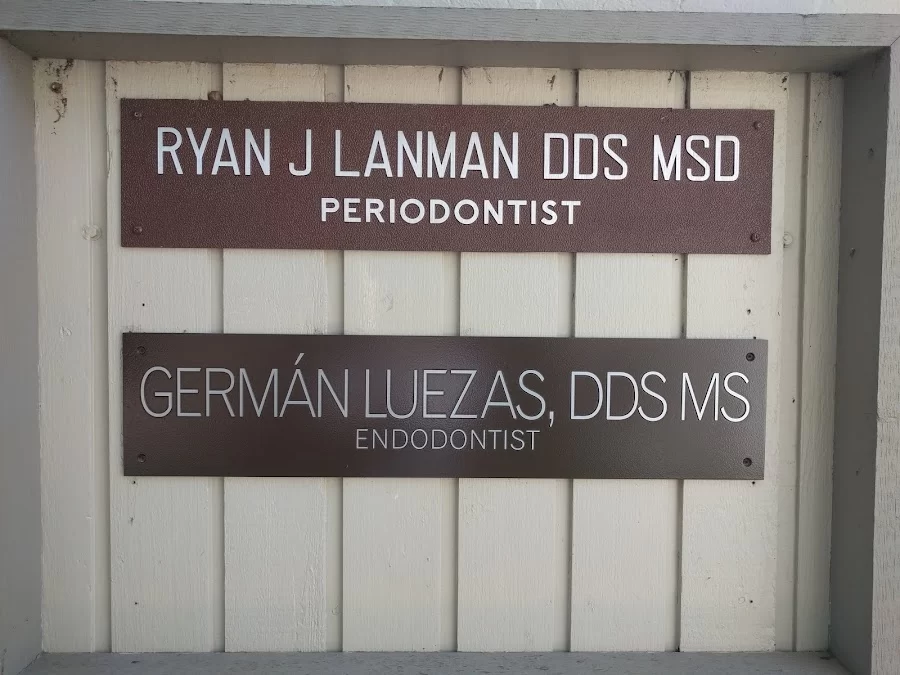 RYAN J LANMAN DDS MSD
PERIODONTIST
GERMÁN LUEZAS, DDS MS
ENDODONTIST